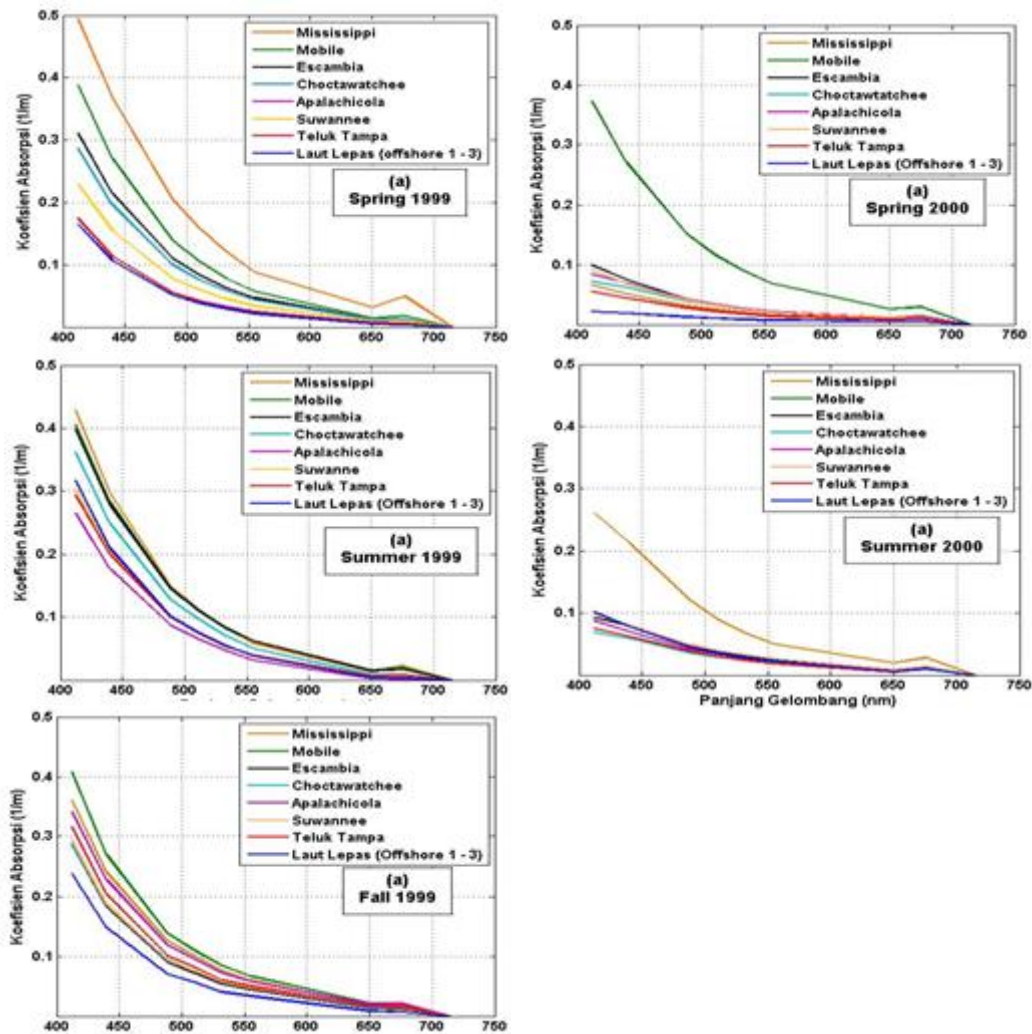 0.5
0.4
0.3
0.2
0.1
Koefisien Absorpsi (1/m)
Mississippi
Mobile
Escambia
Choctawatchee
Apalachicola
Suwannee
Teluk Tampa
Laut Lepas (offshore 1 - 3)
(a)
Spring 1999
400 450 500 550 600 650 700 750
0.5
0.4
0.3
0.2
0.1
Koefisien Absorpsi (1/m)
Mississippi
Mobile
Escambia
Choctawtatchee
Apalachicola
Suwannee
Teluk Tampa
Laut Lepas (Offshore 1 - 3)
(a)
Spring 2000
400 450 500 550 600 650 700 750
0.5
0.4
0.3
0.2
0.1
Koefisien Absorpsi (1/m)
Mississippi
Mobile
Escambia
Choctawatchee
Apalachicola
Suwanne
Teluk Tampa
Laut Lepas (Offshore 1 - 3)
(a)
Summer 1999
400 450 500 550 600 650 700 750
0.5
0.4
0.3
0.2
0.1
Koefisien Absorpsi (1/m)
Mississippi
Mobile
Escambia
Choctawatchee
Apalachicola
Suwannee
Teluk Tampa
Laut Lepas (Offshore 1 - 3)
(a)
Summer 2000
400 450 500 550 600 650 700 750
Panjang Gelombang (nm)
0.5
0.4
0.3
0.2
0.1
Koefisien Absorpsi (1/m)
Mississippi
Mobile
Escambia
Choctawatchee
Apalachicola
Suwannee
Teluk Tampa
Laut Lepas (Offshore 1 - 3)
(a)
Fall 1999
400 450 500 550 600 650 700 750